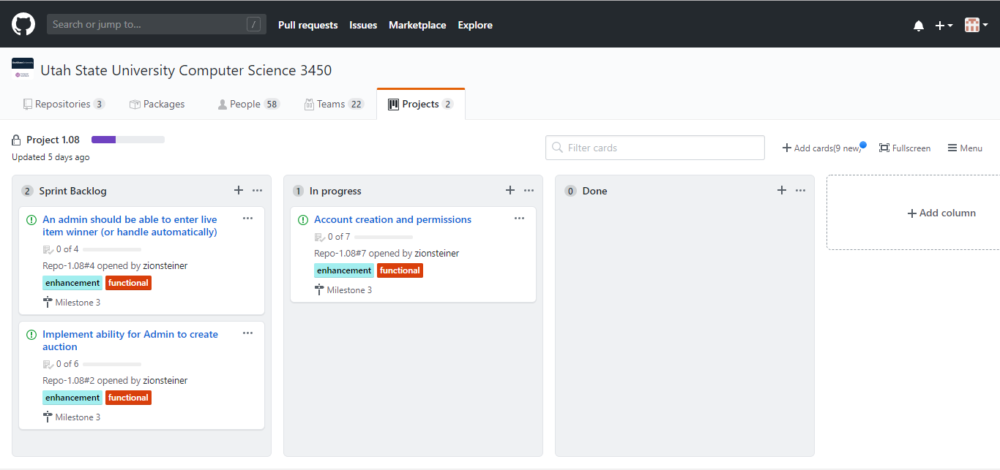 Search or jump to... /
Pull requests Issues Marketplace Explore
Utah State University Computer Science 3450
Repositories 3 Packages People 58 Teams 22 Projects 2
Project 1.08
Updated 5 days ago
Filter cards
Add cards(9 new) Fullscreen Menu
2 Sprint Backlog
An admin should be able to enter live
item winner (or handle automatically)
0 of 4
Repo-1.08#4 opened by zionsteiner
enhancement functional
Milestone 3
Implement ability for Admin to create
auction
0 of 6
Repo-1.08#2 opened by zionsteiner
enhancement functional
Milestone 3
1 In progress
Account creation and permissions
0 of 7
Repo-1.08#7 opened by zionsteiner
enhancement functional
Milestone 3
0 Done
Add column